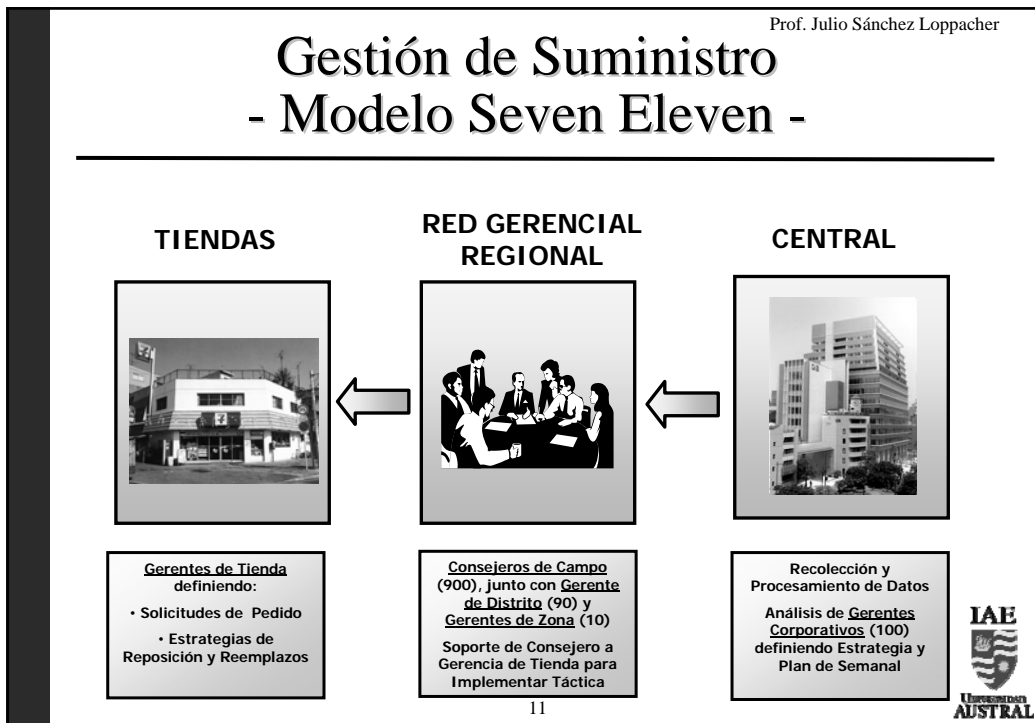 Prof. Julio Sánchez Loppacher
Gestión de Suministro
- Modelo Seven Eleven -
TIENDAS
RED GERENCIAL
REGIONAL
CENTRAL
Gerentes de Tienda
definiendo:
• Solicitudes de Pedido
• Estrategias de
Reposición y Reemplazos
Consejeros de Campo
(900), junto con Gerente
de Distrito (90) y
Gerentes de Zona (10)
Soporte de Consejero a
Gerencia de Tienda para
Implementar Táctica
Recolección y
Procesamiento de Datos
Análisis de Gerentes
Corporativos (100)
definiendo Estrategia y
Plan de Semanal
11
IAE
UNIVERSIDAD
AUSTRAL